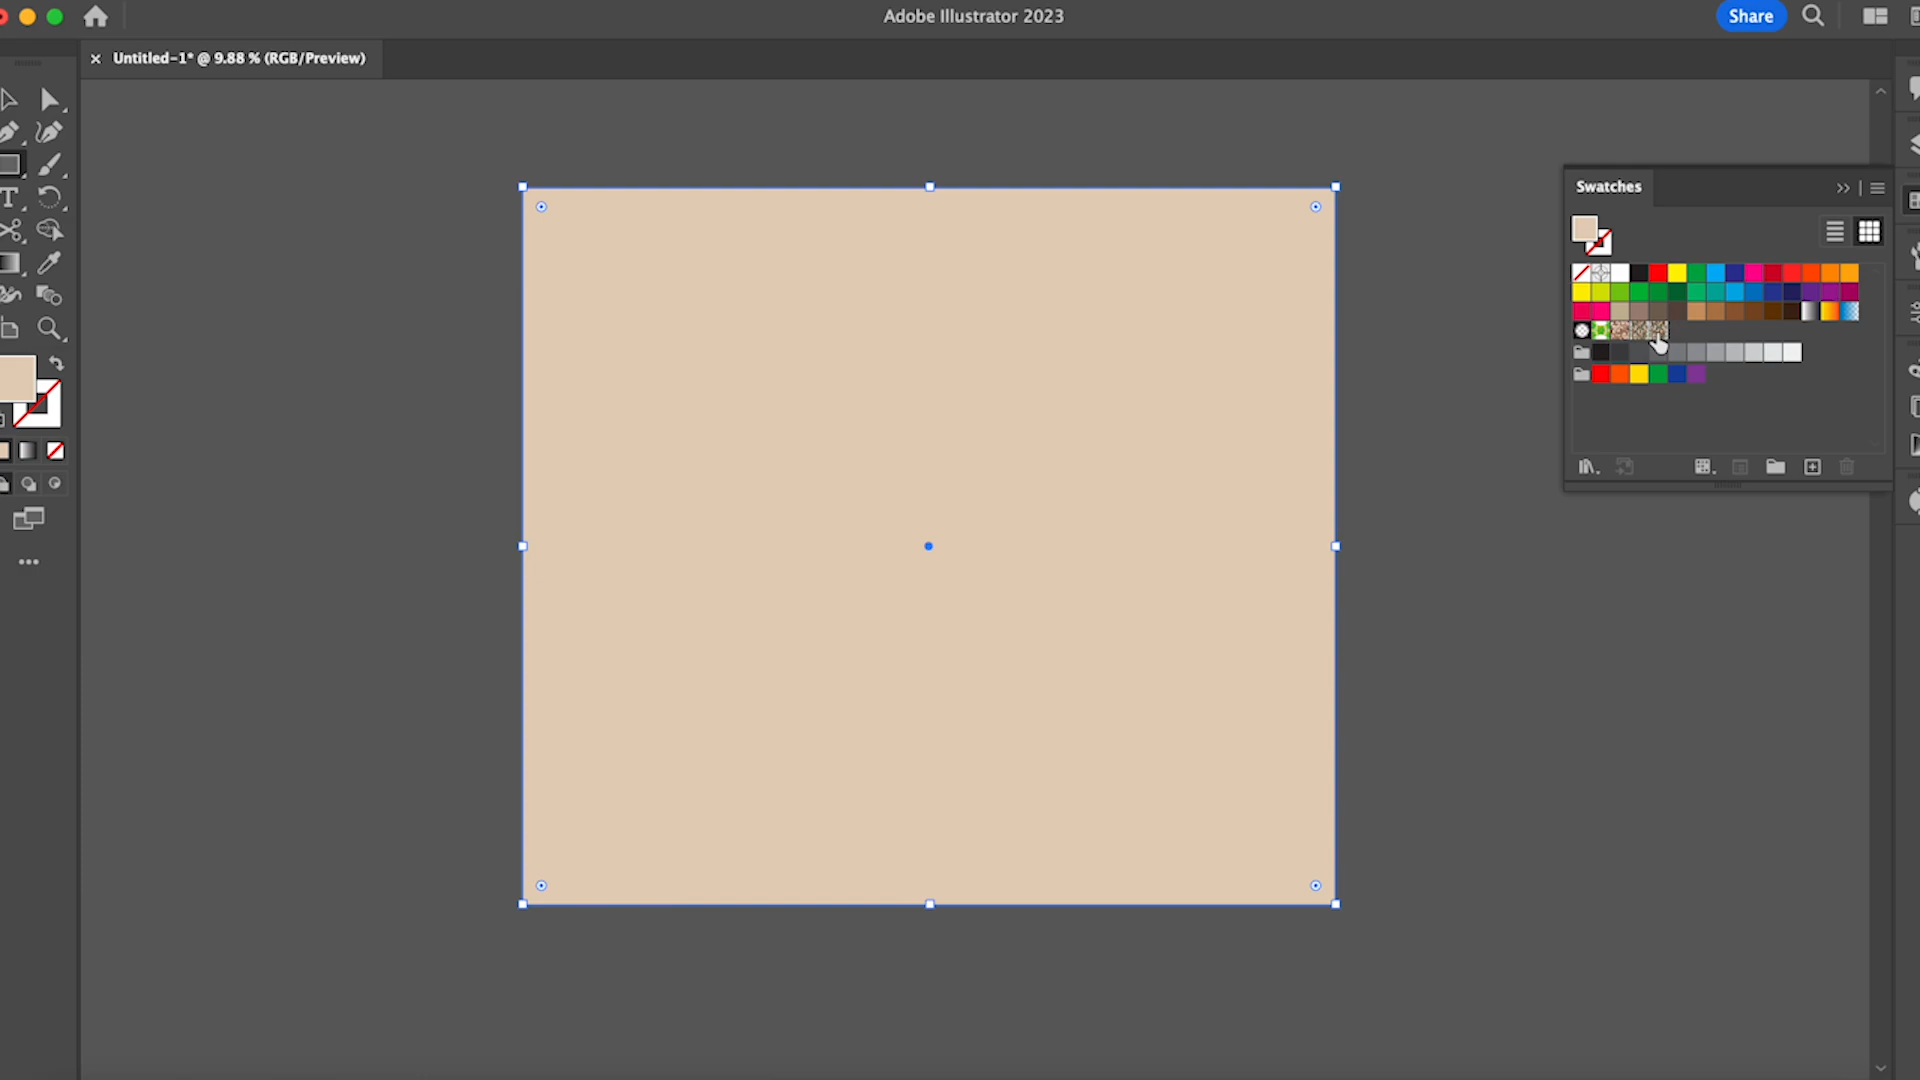 Adobe Illustrator 2023
Share
× Untitled-1* @ 9.88 % (RGB/Preview)
Swatches